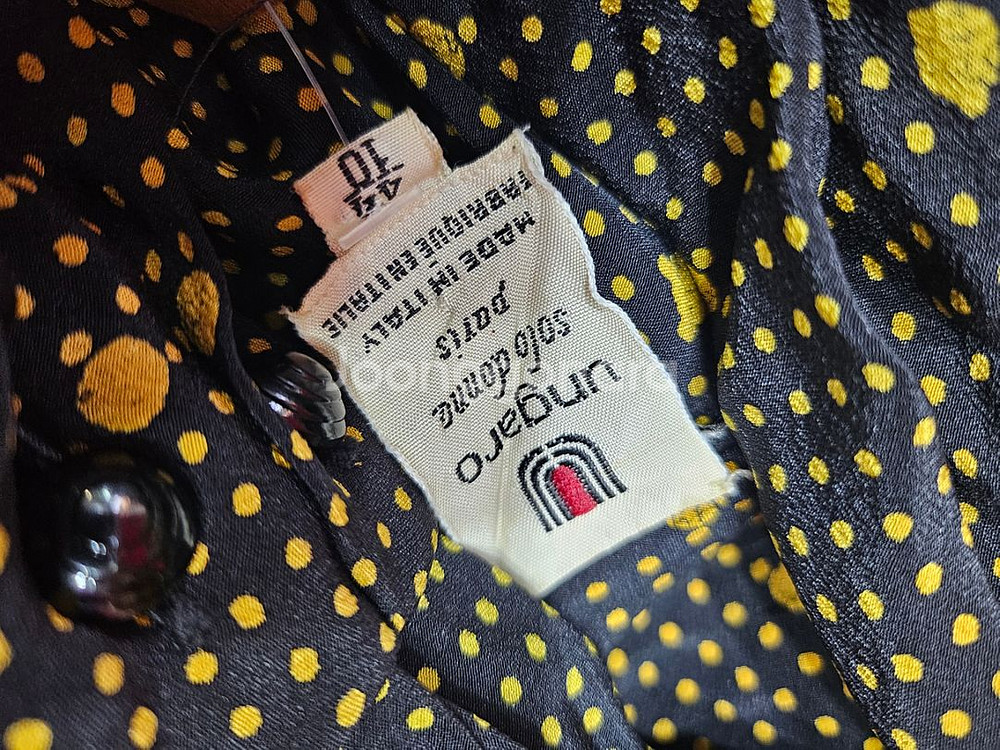 ungaro
solo donna
paris
MADE IN ITALY
FABRIQUE EN ITALIE
44
10